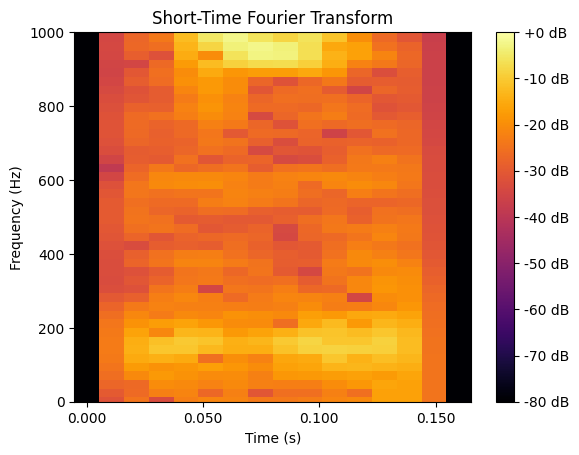 Short-Time Fourier Transform
Frequency (Hz)
1000
800
600
400
200
0
0.000
0.050
0.100
0.150
Time (s)
+0 dB
-10 dB
-20 dB
-30 dB
-40 dB
-50 dB
-60 dB
-70 dB
-80 dB